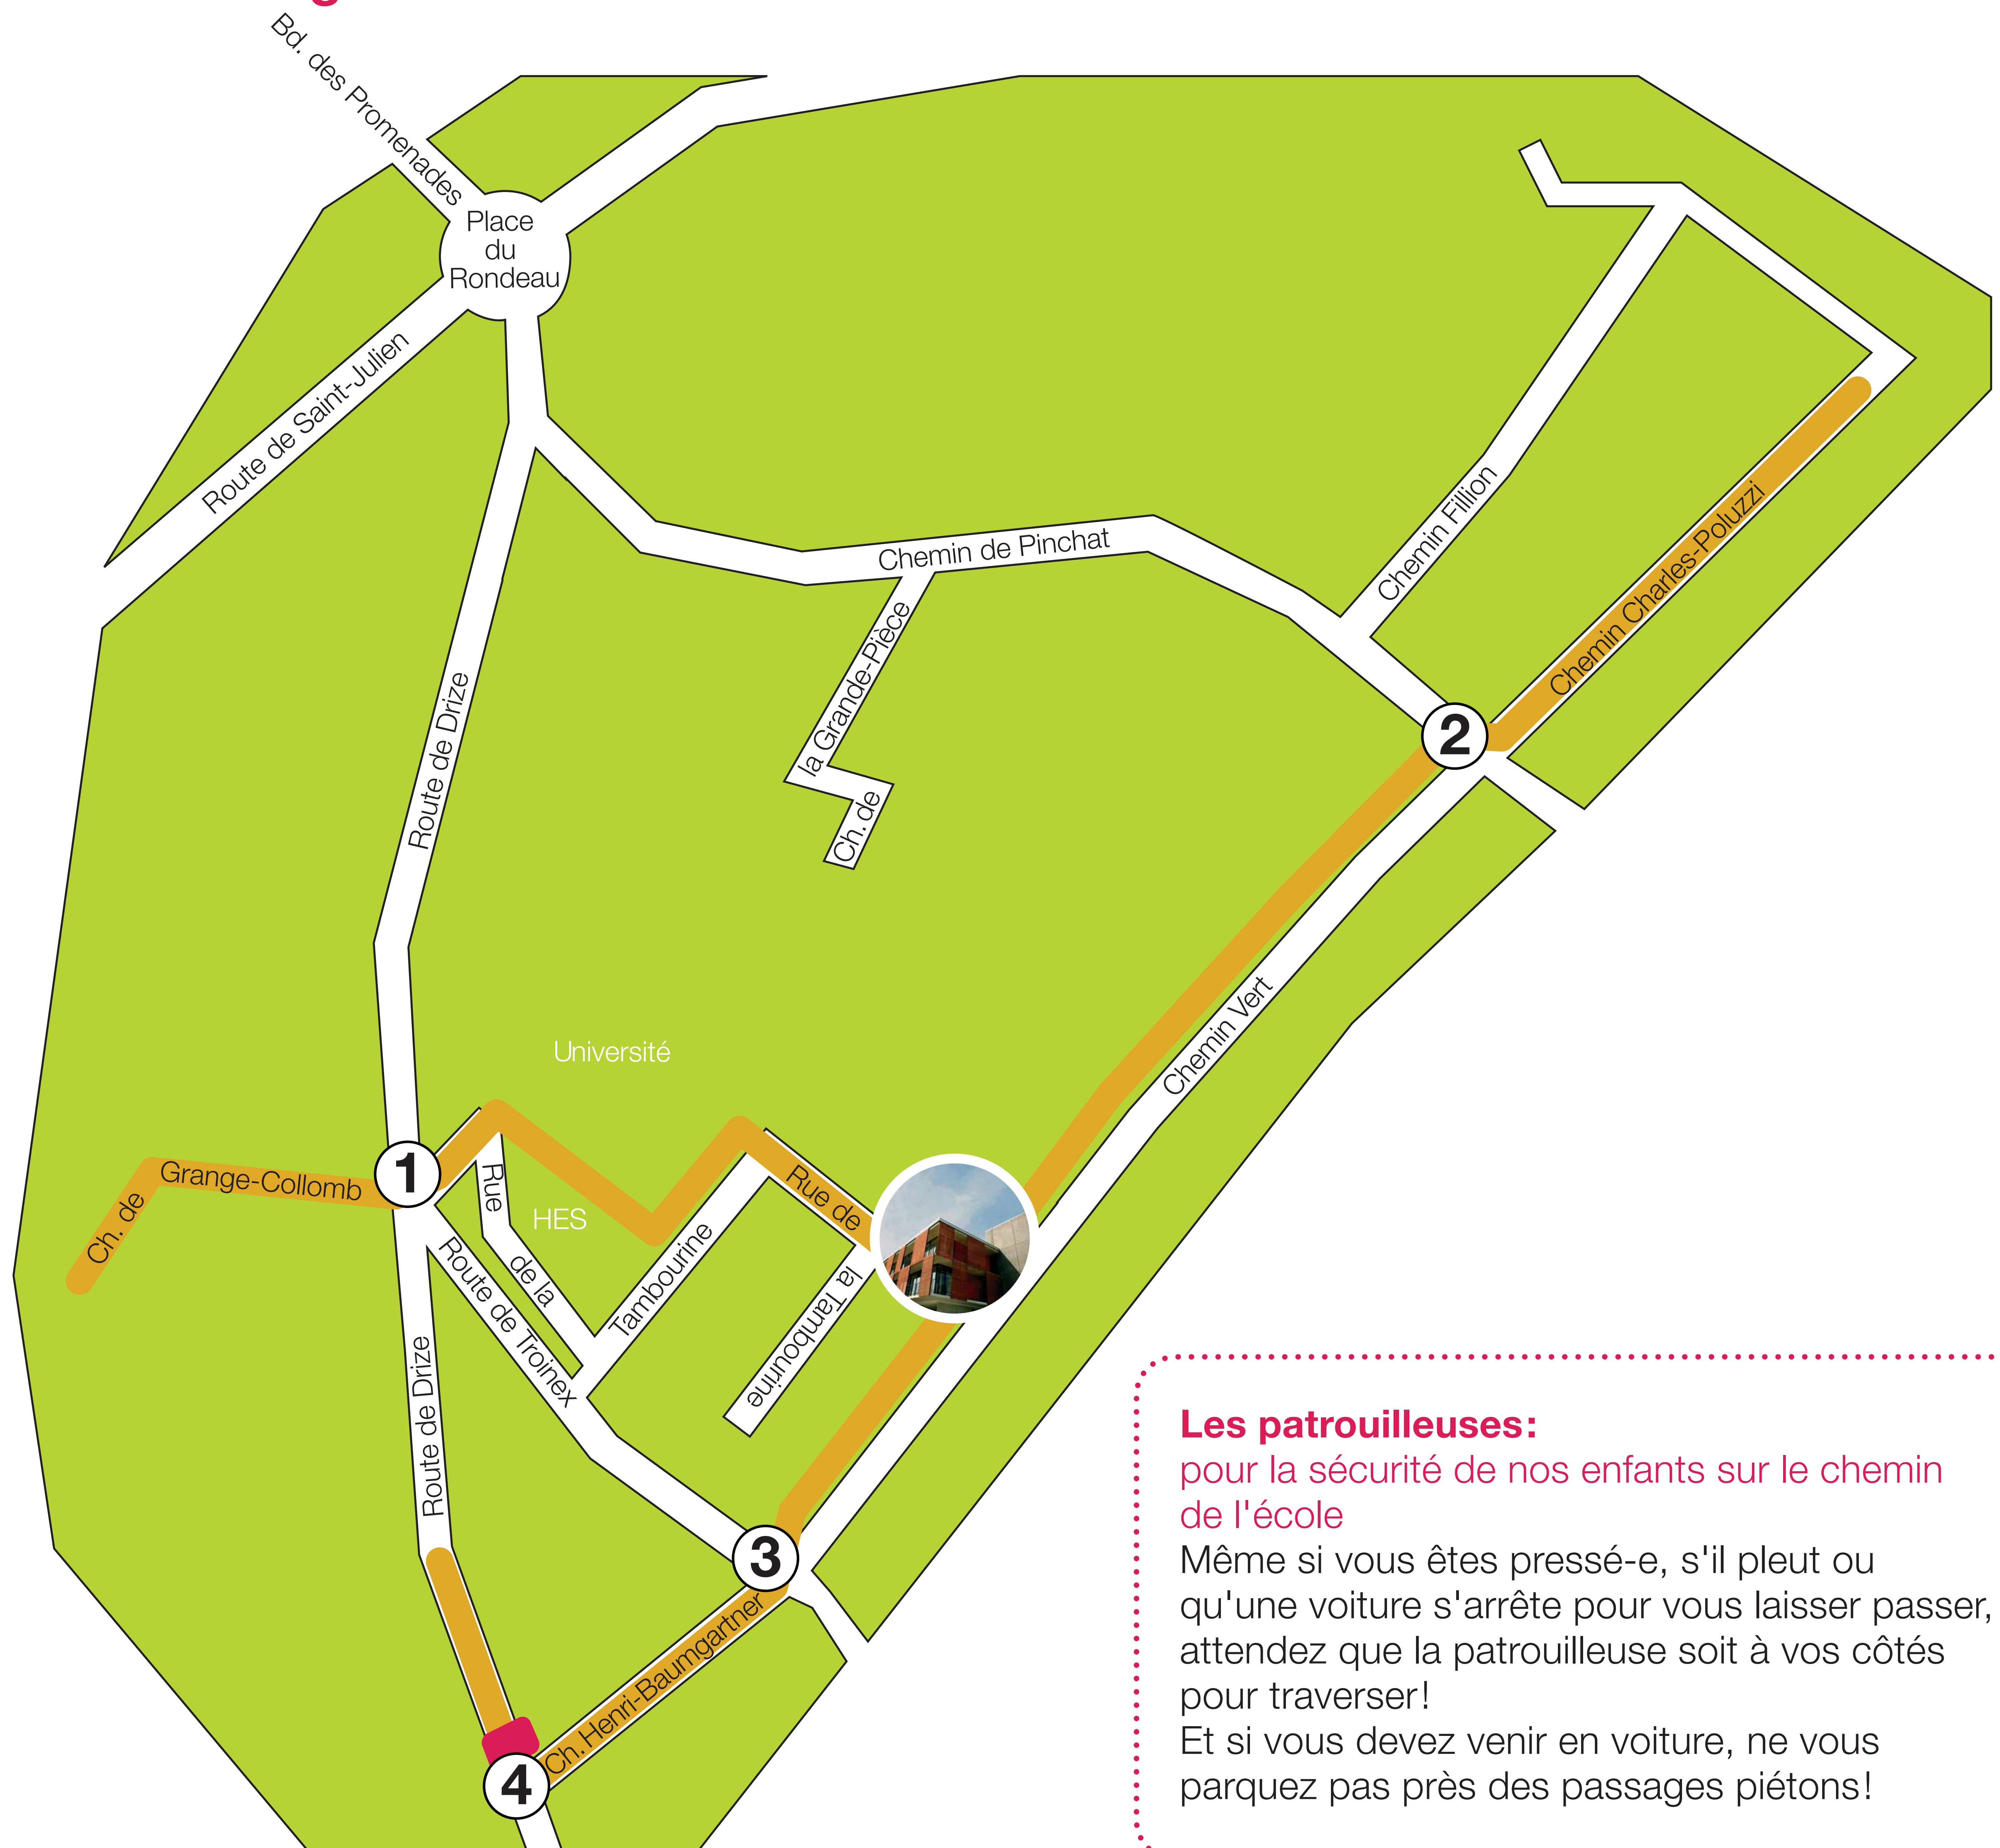 Bd. des Promenades
Place
du
Rondeau
Route de Saint-Julien
Chemin de Pinchat
Chemin Fillion
Chemin Charles-Poluzzi
la Grande-Pièce
Ch. de
Route de Drize
2
Chemin Vert
Université
1
Grange-Collomb
Ch. de
Rue
de la
Tambourine
HES
Rue de
la Tambourine
Route de Troinex
Route de Drize
3
Ch. Henri-Baumgartner
4
Les patrouilleuses:
pour la sécurité de nos enfants sur le chemin
de l'école
Même si vous êtes pressé-e, s'il pleut ou
qu'une voiture s'arrête pour vous laisser passer,
attendez que la patrouilleuse soit à vos côtés
pour traverser!
Et si vous devez venir en voiture, ne vous
parquez pas près des passages piétons!